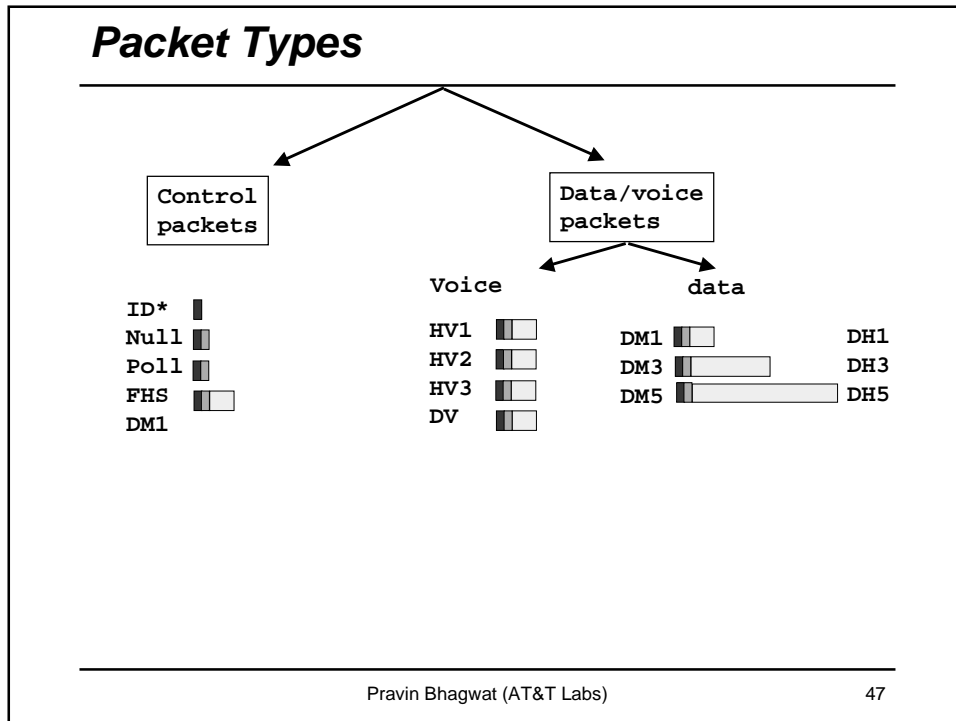 Packet Types
Control
packets
Data/voice
packets
Voice
data
ID*
Null
Poll
FHS
DM1
HV1
HV2
HV3
DV
DM1 DH1
DM3 DH3
DM5 DH5
Pravin Bhagwat (AT&T Labs) 47